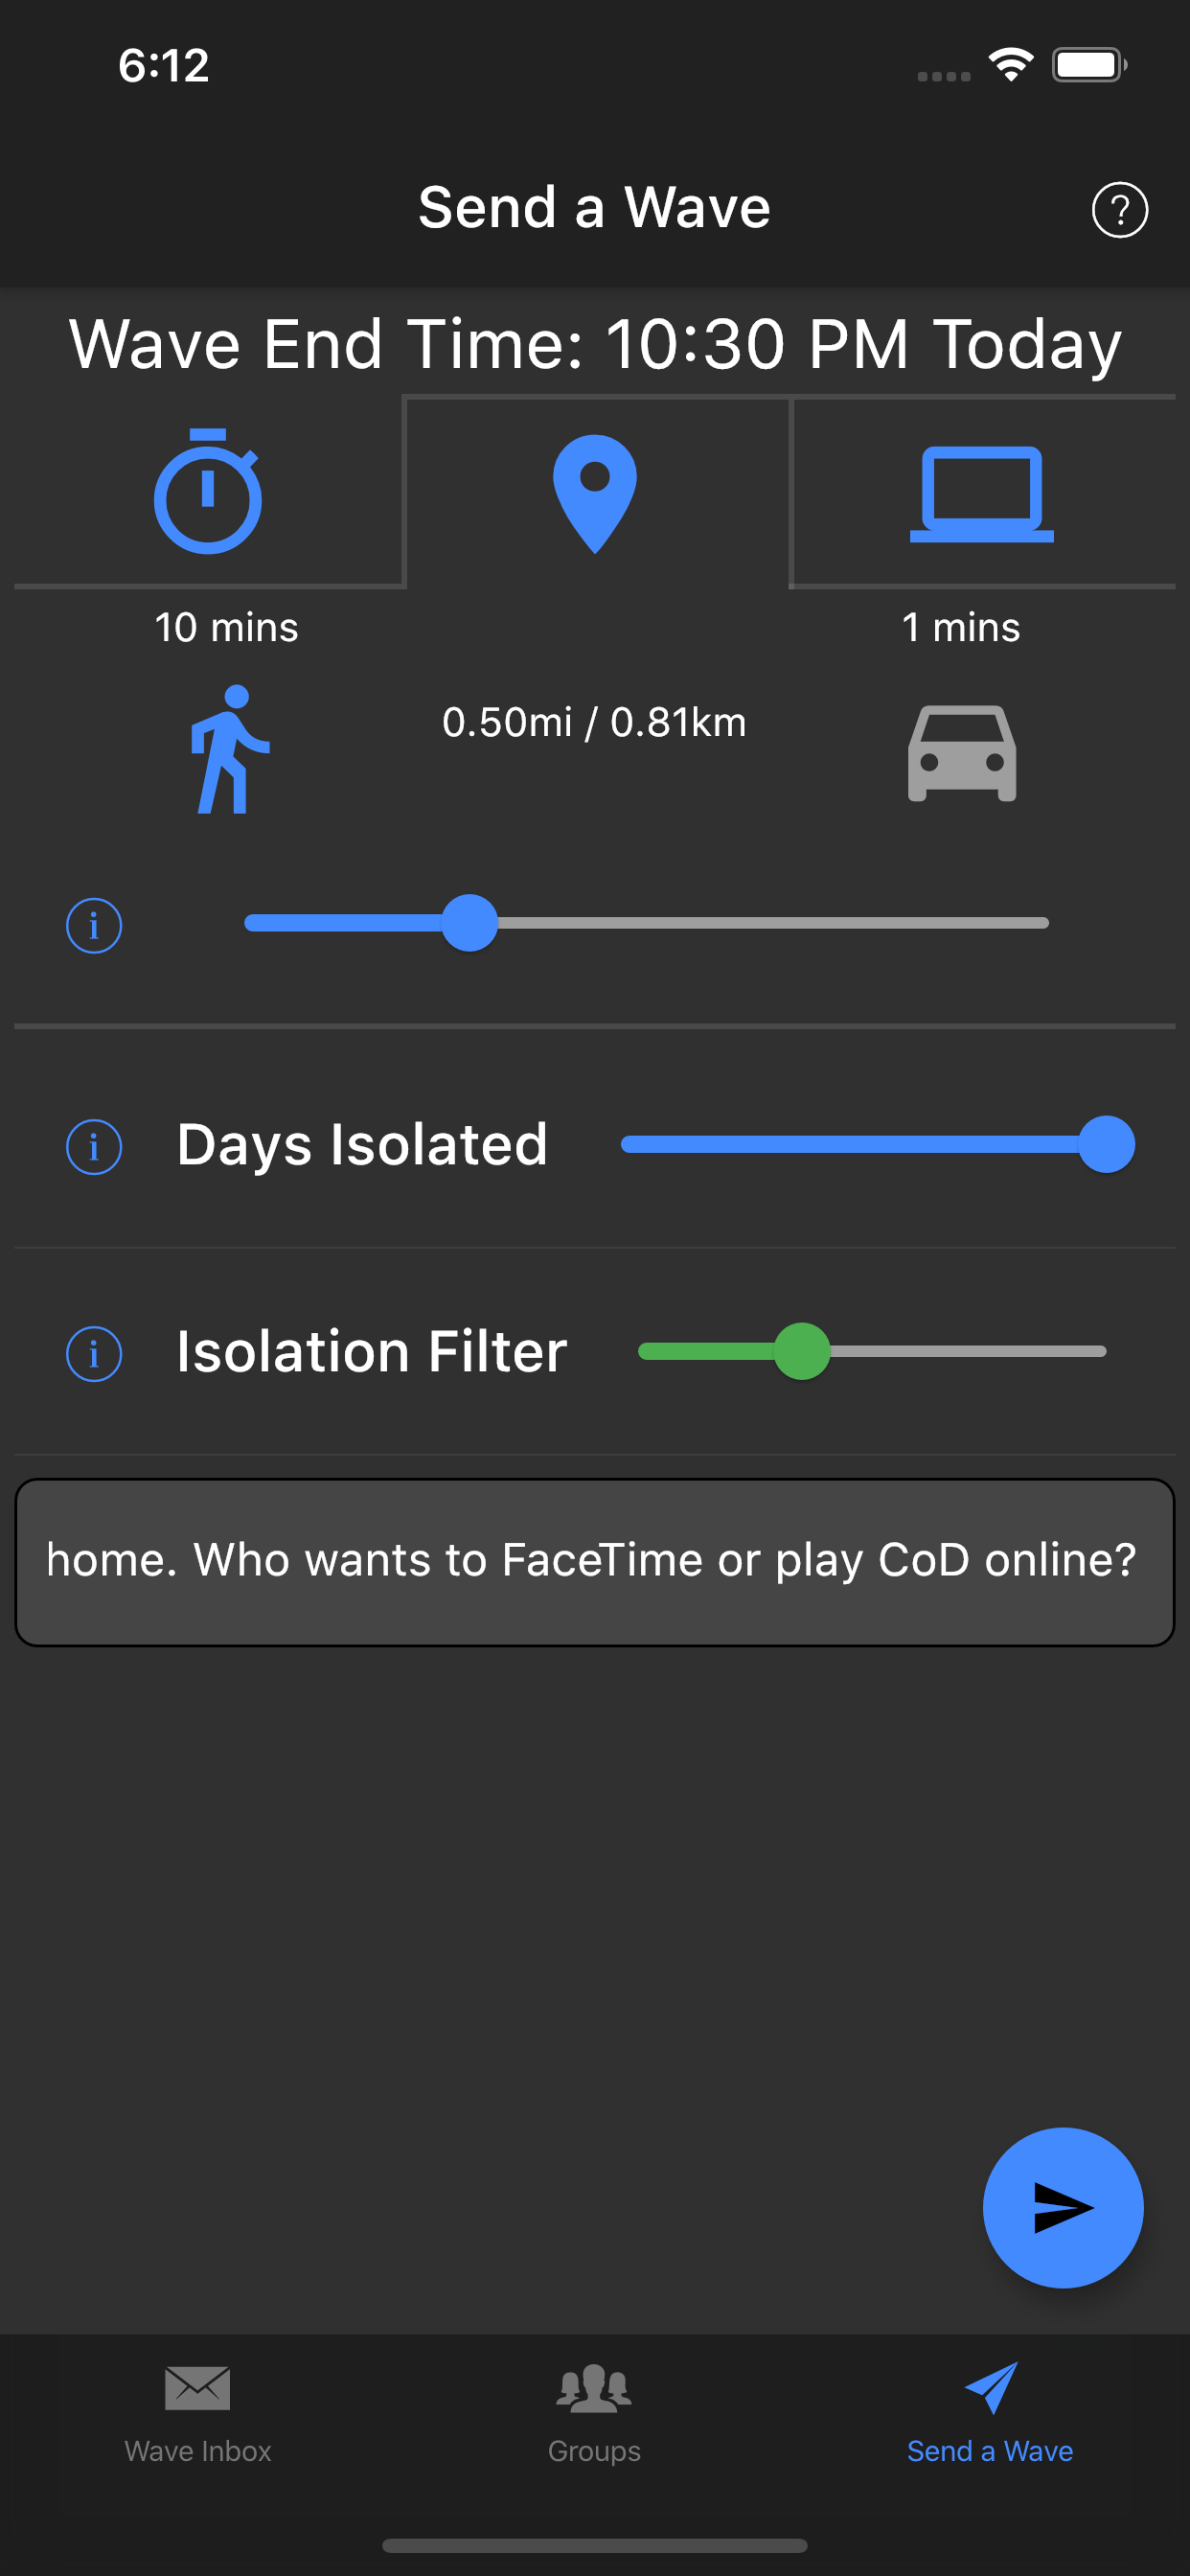 6:12
Send a Wave
?
Wave End Time: 10:30 PM Today
10 mins
1 mins
0.50mi / 0.81km
i
i
Days Isolated
i
Isolation Filter
home. Who wants to FaceTime or play CoD online?
Wave Inbox
Groups
Send a Wave